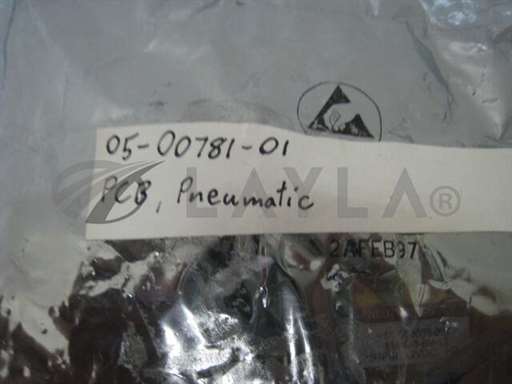 05-00781-01
PCB, Pneumatic
LAYLA®
2AFEB97